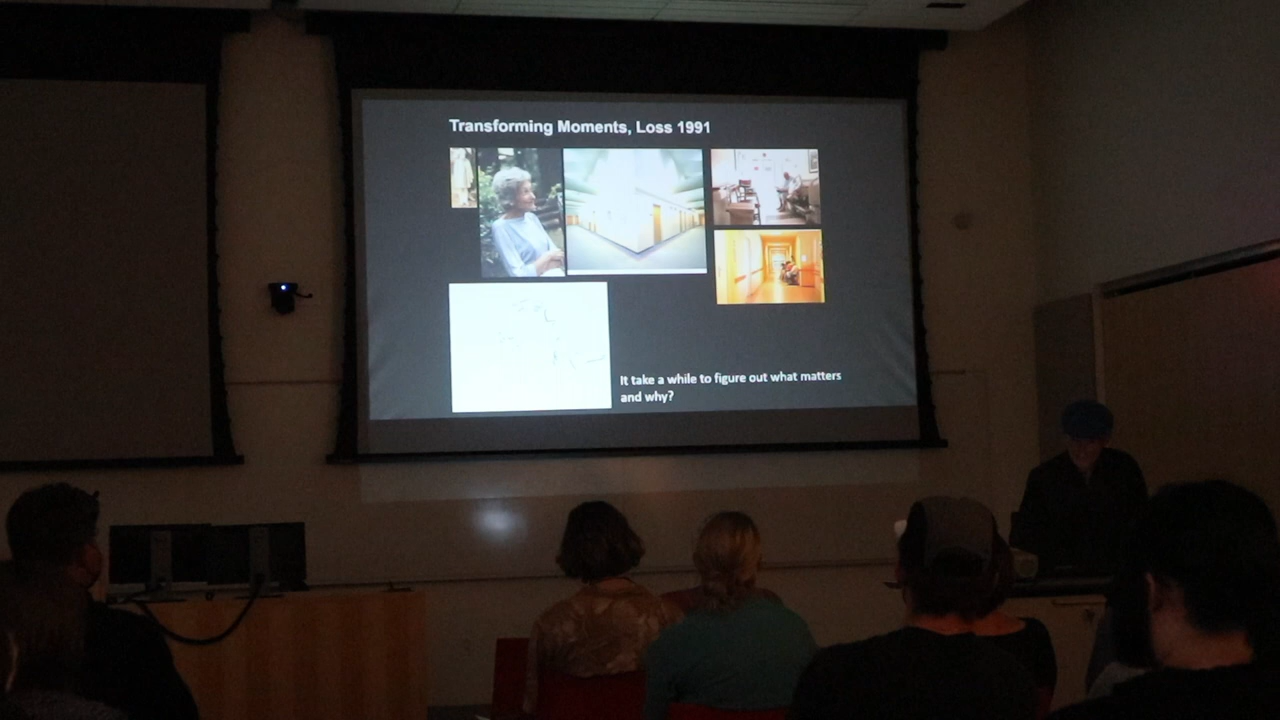 Transforming Moments, Loss 1991
It take a while to figure out what matters
and why?